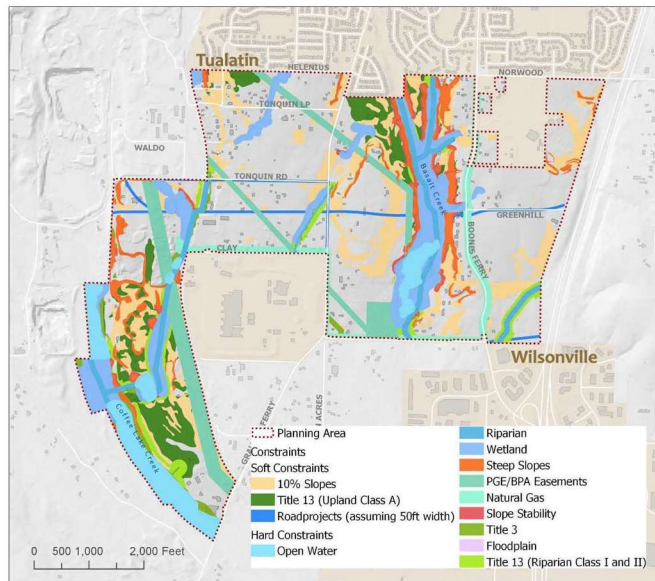 Tualatin
HELENIUS
NORWOOD
TONQUIN LP
WALDO
TONQUIN RD
Basalt Creek
GREENHILL
BOONES FERRY
CLAY
Wilsonville
Coffee Lake Creek
Planning Area
Constraints
Soft Constraints
10% Slopes
Title 13 (Upland Class A)
Roadprojects (assuming 50ft width)
Hard Constraints
Open Water
Riparian
Wetland
Steep Slopes
PGE/BPA Easements
Natural Gas
Slope Stability
Title 3
Floodplain
Title 13 (Riparian Class I and II)
0 500 1,000 2,000 Feet
FERRY
ACRES